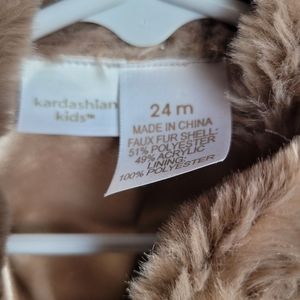 kardashian
kids™
24 m
MADE IN CHINA
FAUX FUR SHELL:
51% POLYESTER
49% ACRYLIC
LINING:
100% POLYESTER